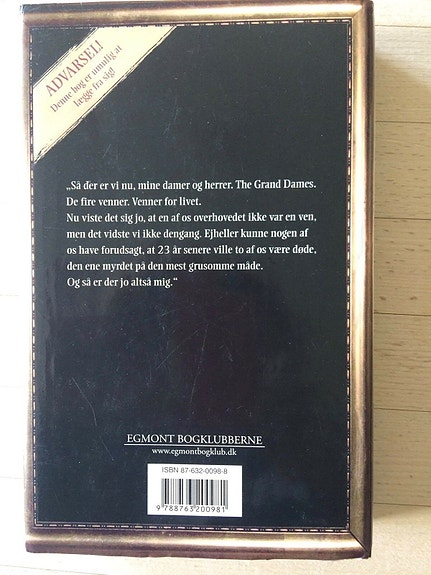 ADVARSEL!
Denne bog er umulig at
lægge fra sig!
„Så der er vi nu, mine damer og herrer. The Grand Dames.
De fire venner. Venner for livet.
Nu viste det sig jo, at en af os overhovedet ikke var en ven,
men det vidste vi ikke dengang. Ejheller kunne nogen af
os have forudsagt, at 23 år senere ville to af os være døde,
den ene myrdet på den mest grusomme måde.
Og så er der jo altså mig.“
EGMONT BOGKLUBBERNE
www.egmontbogklub.dk
ISBN 87-632-0098-8
9 788763 200981